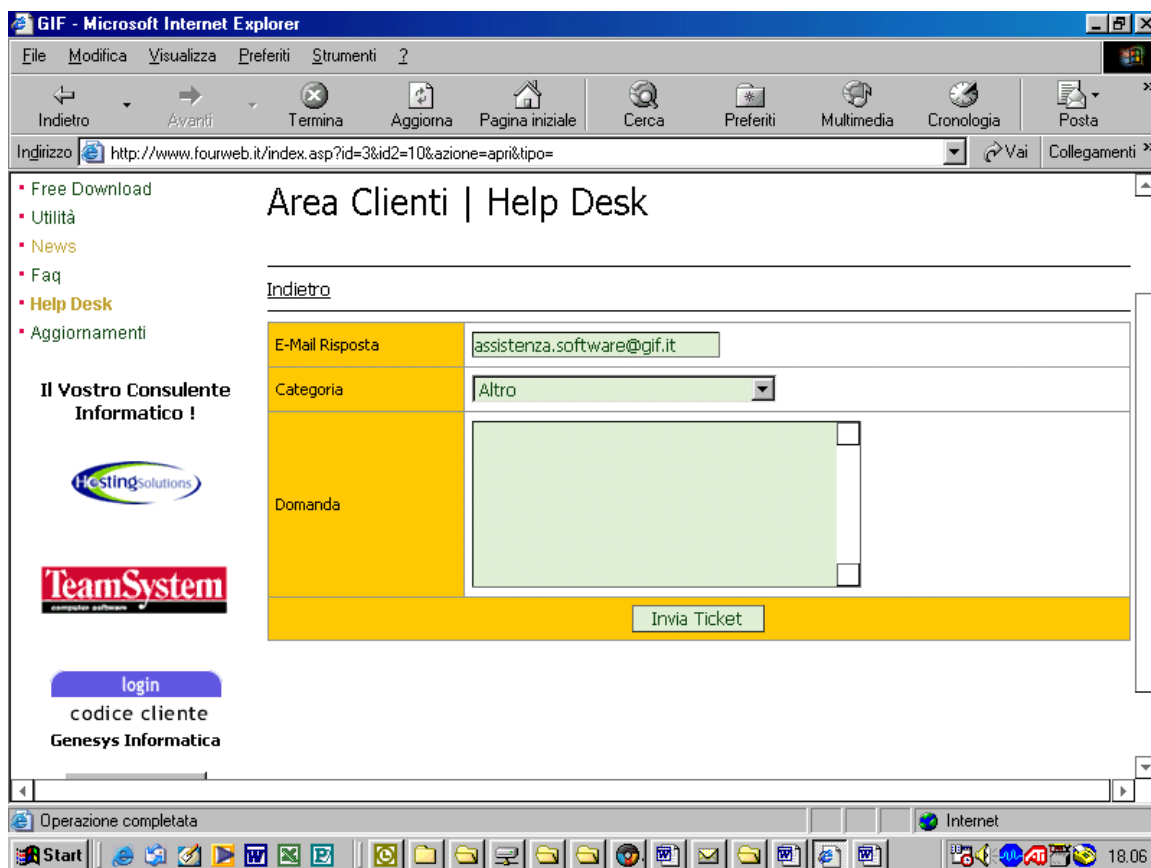 GIF - Microsoft Internet Explorer
File Modifica Visualizza Preferiti Strumenti ?
Indietro Avanti Termina Aggiorna Pagina iniziale Cerca Preferiti Multimedia Cronologia Posta »
Indirizzo http://www.fourweb.it/index.asp?id=3&id2=10&azione=apri&tipo= Vai Collegamenti »
Free Download
Utilità
News
Faq
Help Desk
Aggiornamenti
Il Vostro Consulente
Informatico !
HostingSolutions
TeamSystem
computer software
login
codice cliente
Genesys Informatica
Area Clienti | Help Desk
Indietro
E-Mail Risposta assistenza.software@gif.it
Categoria Altro
Domanda
Invia Ticket
Operazione completata Internet
Start 18.06